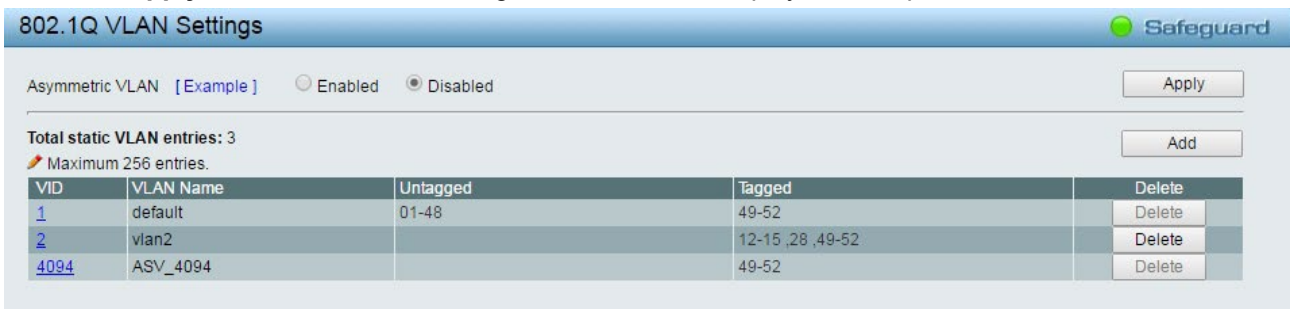 802.1Q VLAN Settings Safeguard
Asymmetric VLAN [ Example ] Enabled Disabled Apply
Total static VLAN entries: 3 Add
Maximum 256 entries.
VID VLAN Name Untagged Tagged Delete
1 default 01-48 49-52 Delete
2 vlan2 12-15 ,28 ,49-52 Delete
4094 ASV_4094 49-52 Delete